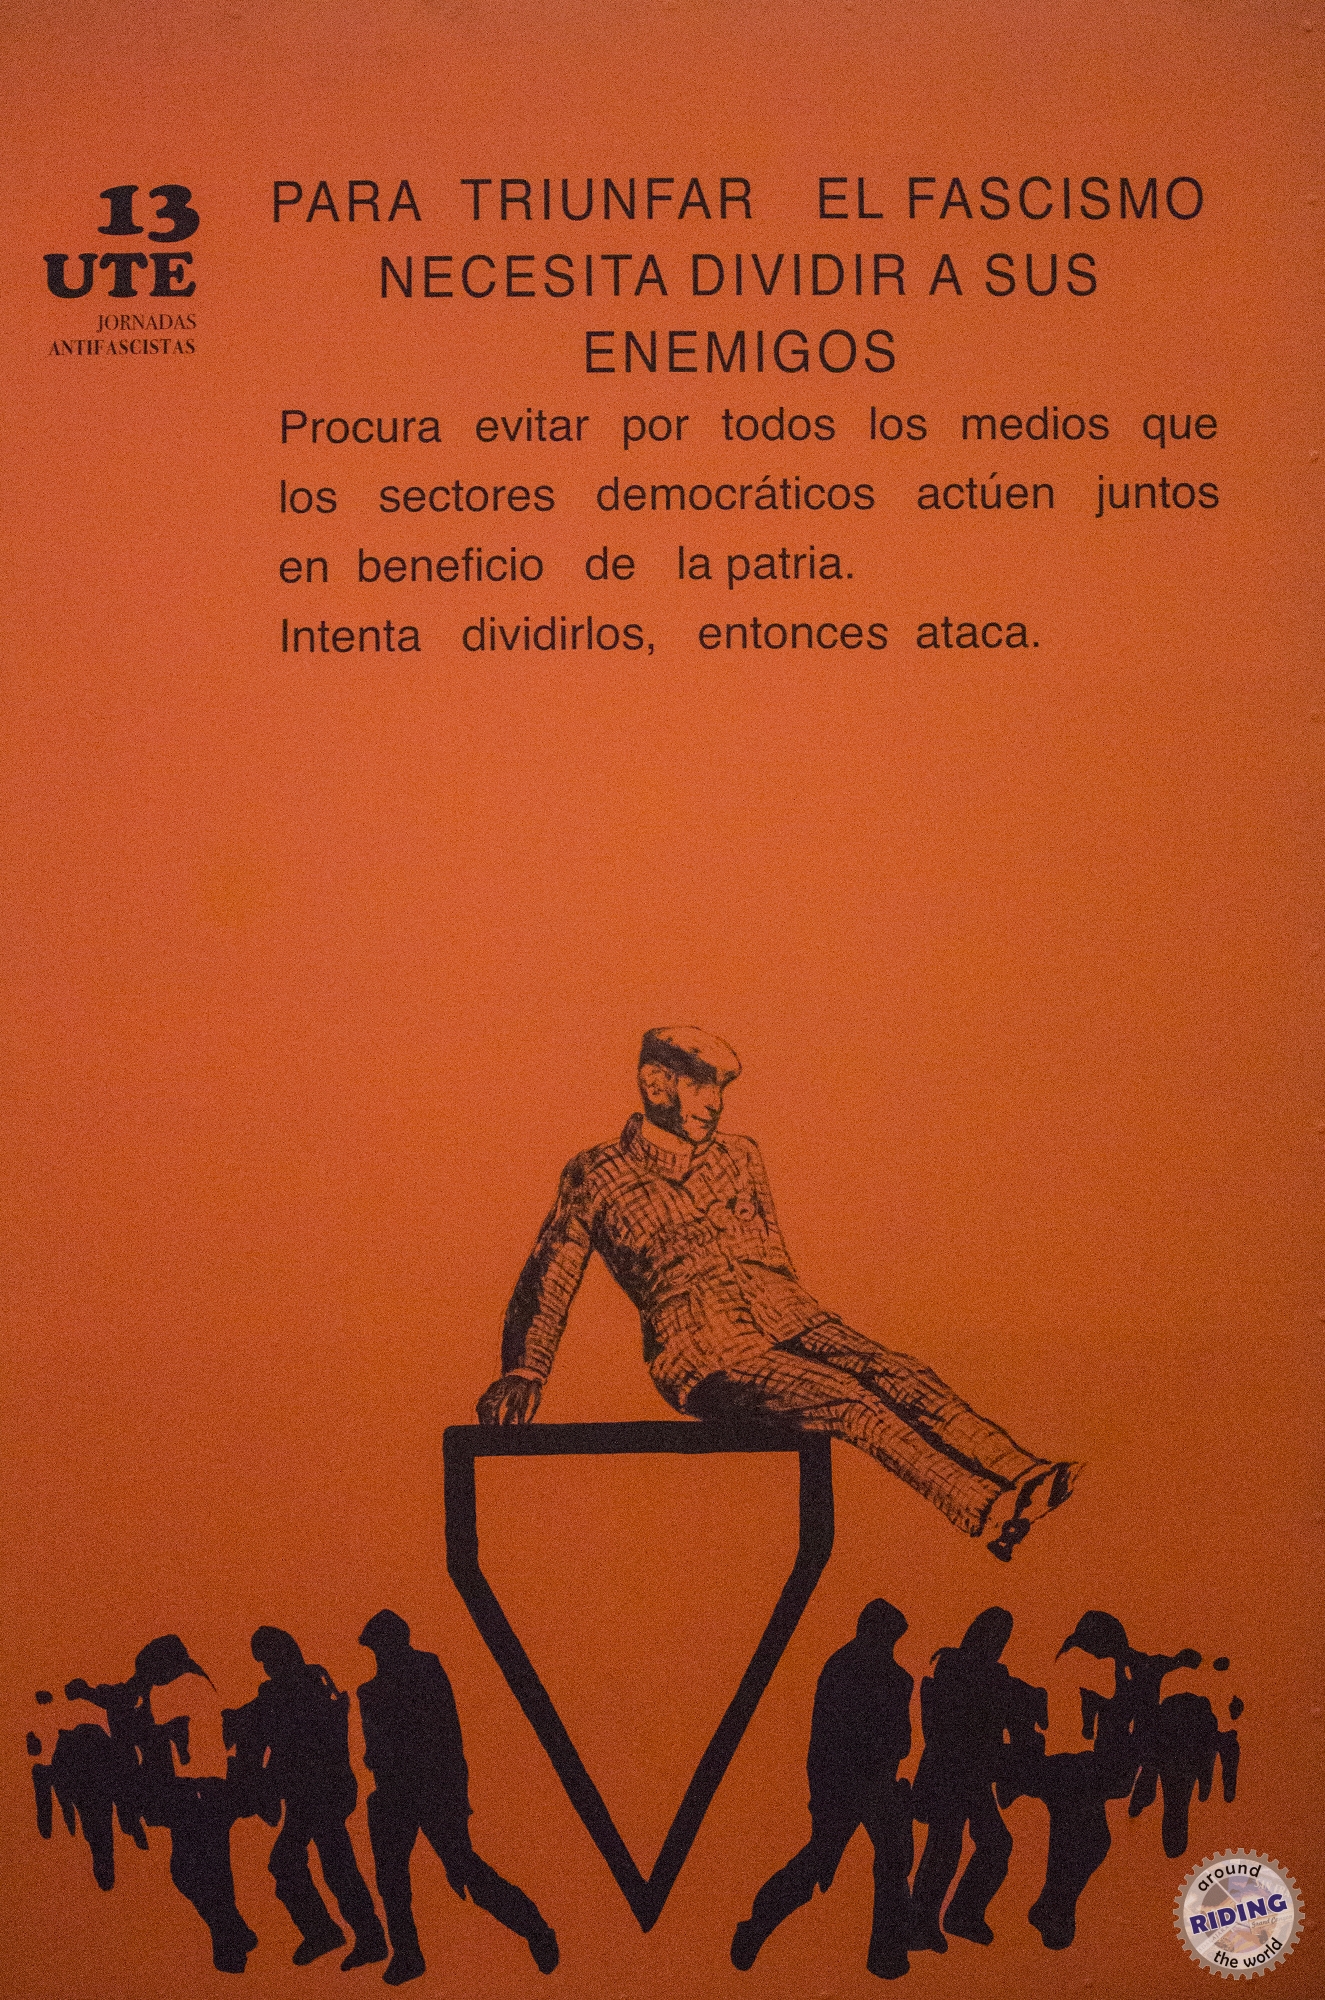 13
UTE
JORNADAS
ANTIFASCISTAS
PARA TRIUNFAR EL FASCISMO
NECESITA DIVIDIR A SUS
ENEMIGOS
Procura evitar por todos los medios que
los sectores democráticos actúen juntos
en beneficio de la patria.
Intenta dividirlos, entonces ataca.
around
RIDING
the world